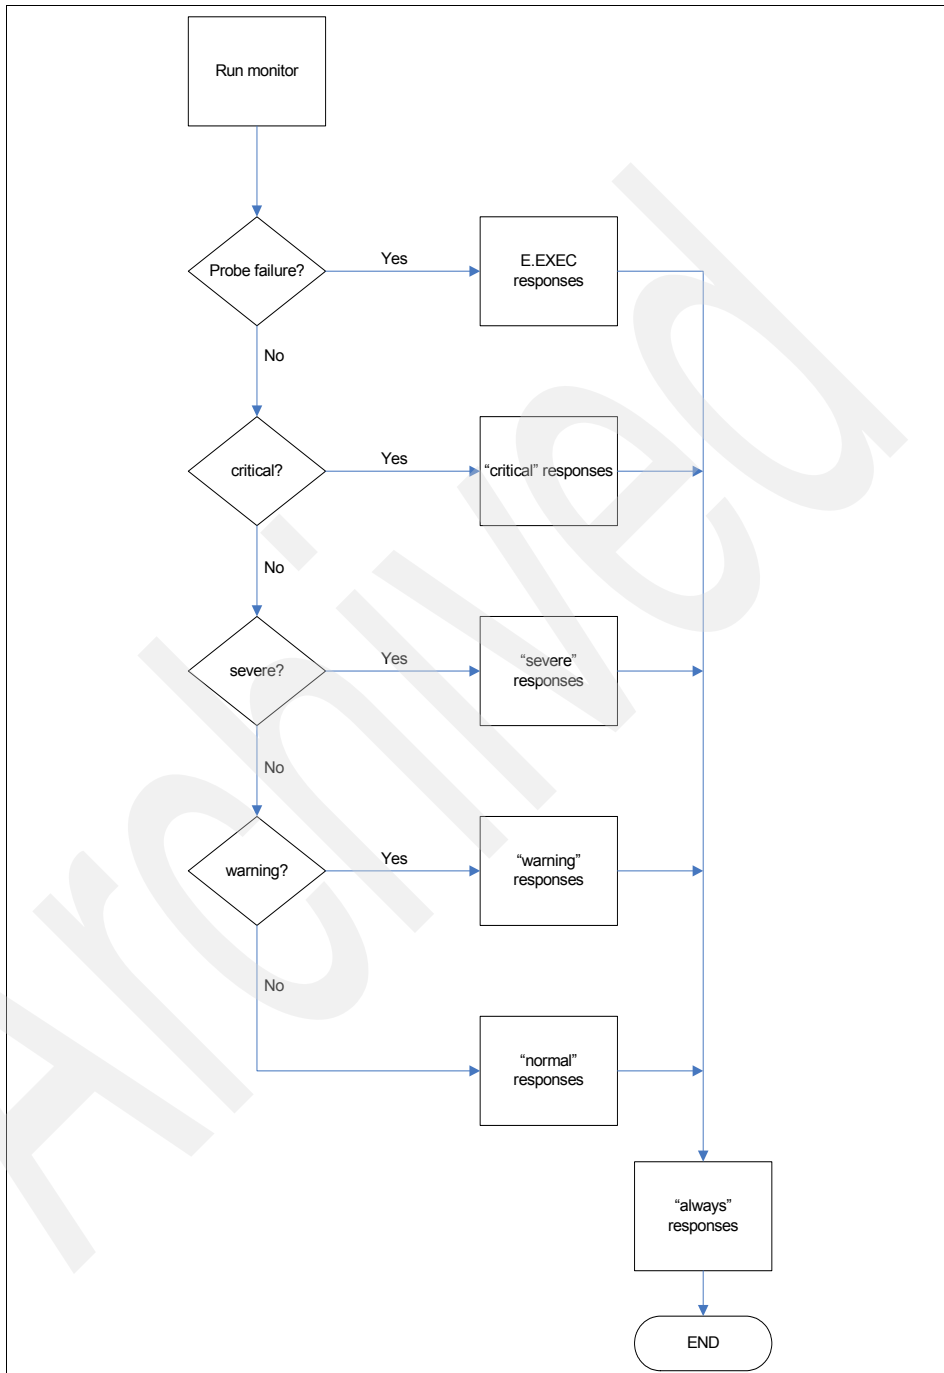 Run monitor
Probe failure?
Yes
E.EXEC
responses
No
critical?
Yes
“critical” responses
No
severe?
Yes
“severe”
responses
No
warning?
Yes
“warning”
responses
No
“normal”
responses
“always”
responses
END
Archived